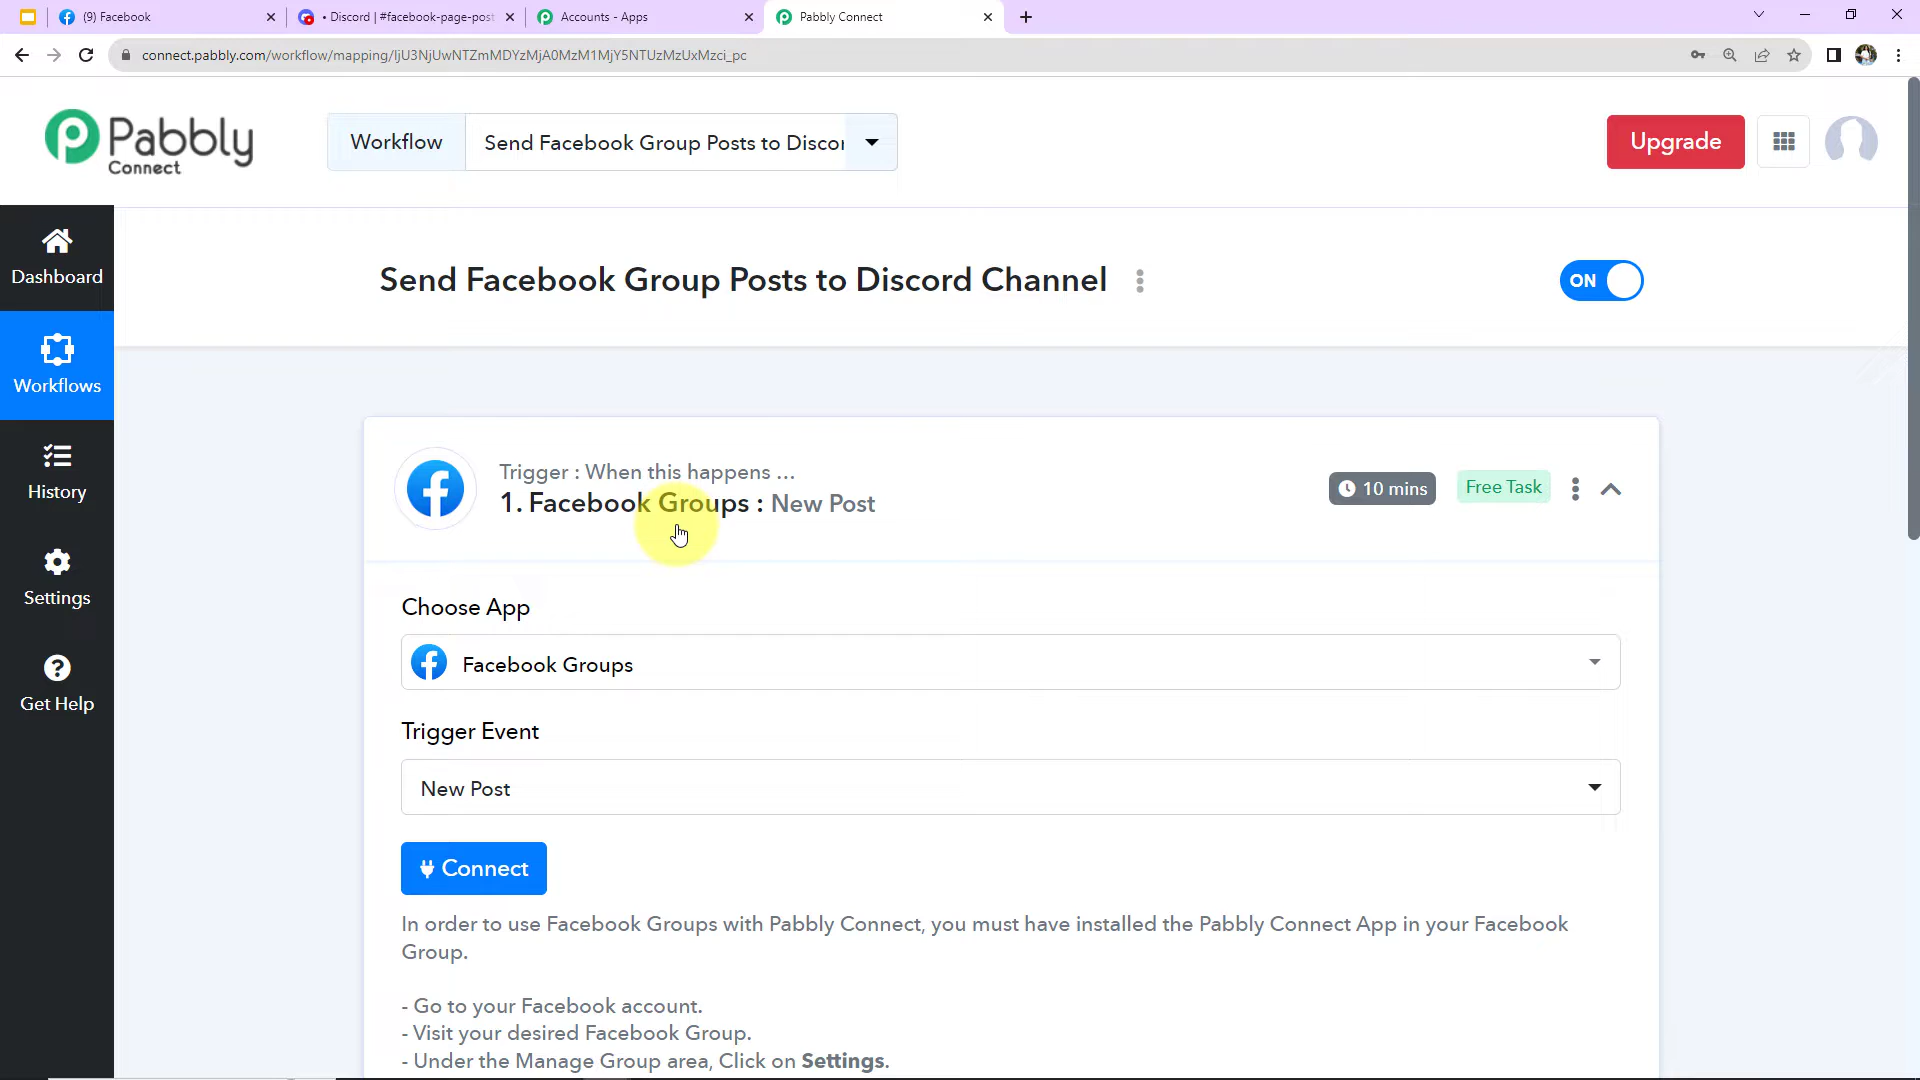 (9) Facebook
• Discord | #facebook-page-post
Accounts - Apps
Pabbly Connect
connect.pabbly.com/workflow/mapping/IjU3NjUwNTZmMDYzMjA0MzM1MjY5NTUzMzUxMzci_pc
Pabbly
Connect
Workflow
Send Facebook Group Posts to Discor
Upgrade
Dashboard
Workflows
History
Settings
Get Help
Send Facebook Group Posts to Discord Channel
ON
Trigger : When this happens ...
1. Facebook Groups : New Post
10 mins
Free Task
Choose App
Facebook Groups
Trigger Event
New Post
Connect
In order to use Facebook Groups with Pabbly Connect, you must have installed the Pabbly Connect App in your Facebook
Group.
- Go to your Facebook account.
- Visit your desired Facebook Group.
- Under the Manage Group area, Click on Settings.